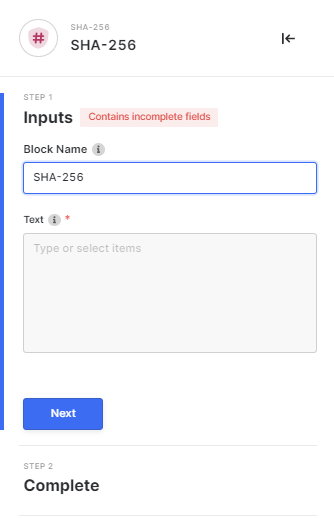 SHA-256
SHA-256
STEP 1
Inputs Contains incomplete fields
Block Name i
SHA-256
Text i *
Type or select items
Next
STEP 2
Complete